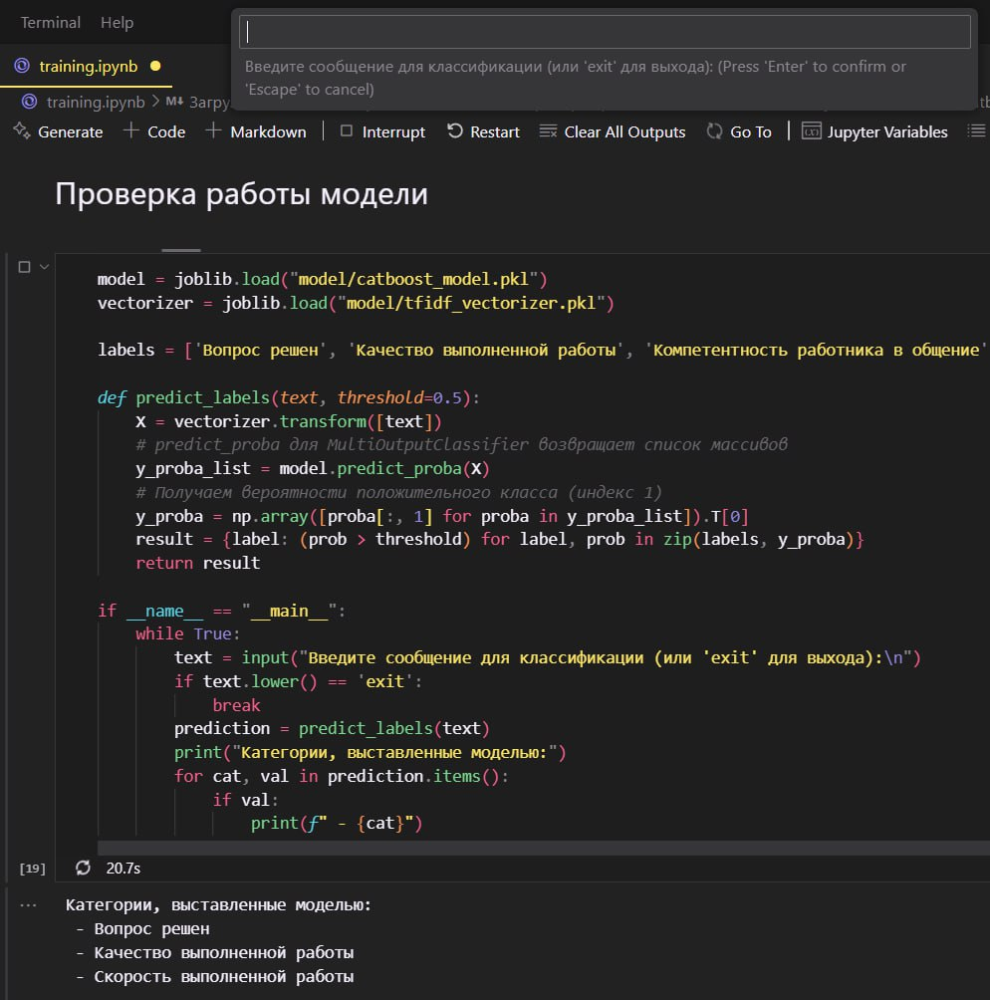 Terminal Help
Введите сообщение для классификации (или 'exit' для выхода): (Press 'Enter' to confirm or
'Escape' to cancel)
training.ipynb
training.ipynb > M↓ Загру
Generate + Code + Markdown Interrupt Restart Clear All Outputs Go To Jupyter Variables
Проверка работы модели
model = joblib.load("model/catboost_model.pkl")
vectorizer = joblib.load("model/tfidf_vectorizer.pkl")
labels = ['Вопрос решен', 'Качество выполненной работы', 'Компетентность работника в общение'
def predict_labels(text, threshold=0.5):
X = vectorizer.transform([text])
# predict_proba для MultiOutputClassifier возвращает список массивов
y_proba_list = model.predict_proba(X)
# Получаем вероятности положительного класса (индекс 1)
y_proba = np.array([proba[:, 1] for proba in y_proba_list]).T[0]
result = {label: (prob > threshold) for label, prob in zip(labels, y_proba)}
return result
if __name__ == "__main__":
while True:
text = input("Введите сообщение для классификации (или 'exit' для выхода):\n")
if text.lower() == 'exit':
break
prediction = predict_labels(text)
print("Категории, выставленные моделью:")
for cat, val in prediction.items():
if val:
print(f" - {cat}")
[19] 20.7s
... Категории, выставленные моделью:
- Вопрос решен
- Качество выполненной работы
- Скорость выполненной работы